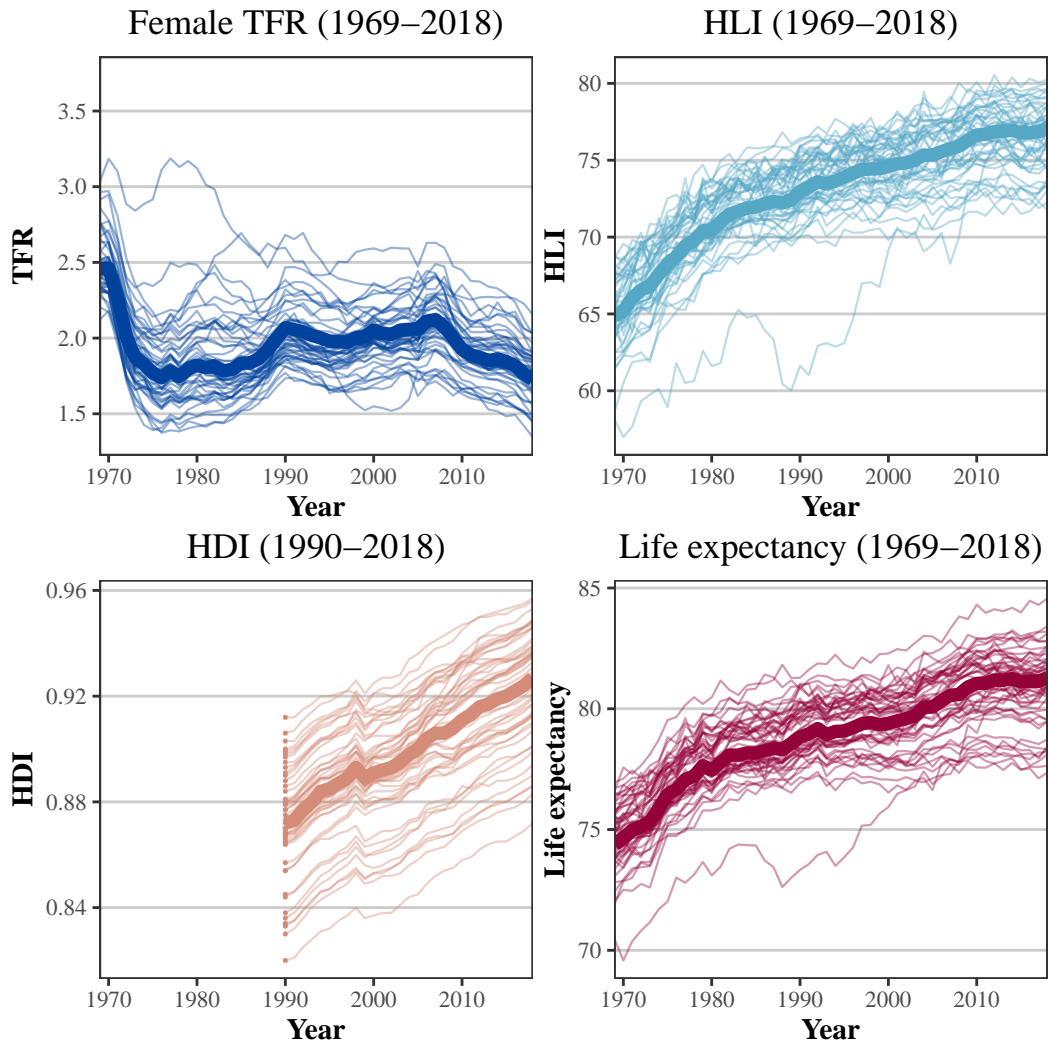 Female TFR (1969−2018)
TFR
3.5
3.0
2.5
2.0
1.5
1970 1980 1990 2000 2010
Year
HLI (1969−2018)
HLI
80
75
70
65
60
1970 1980 1990 2000 2010
Year
HDI (1990−2018)
HDI
0.96
0.92
0.88
0.84
1970 1980 1990 2000 2010
Year
Life expectancy (1969−2018)
Life expectancy
85
80
75
70
1970 1980 1990 2000 2010
Year